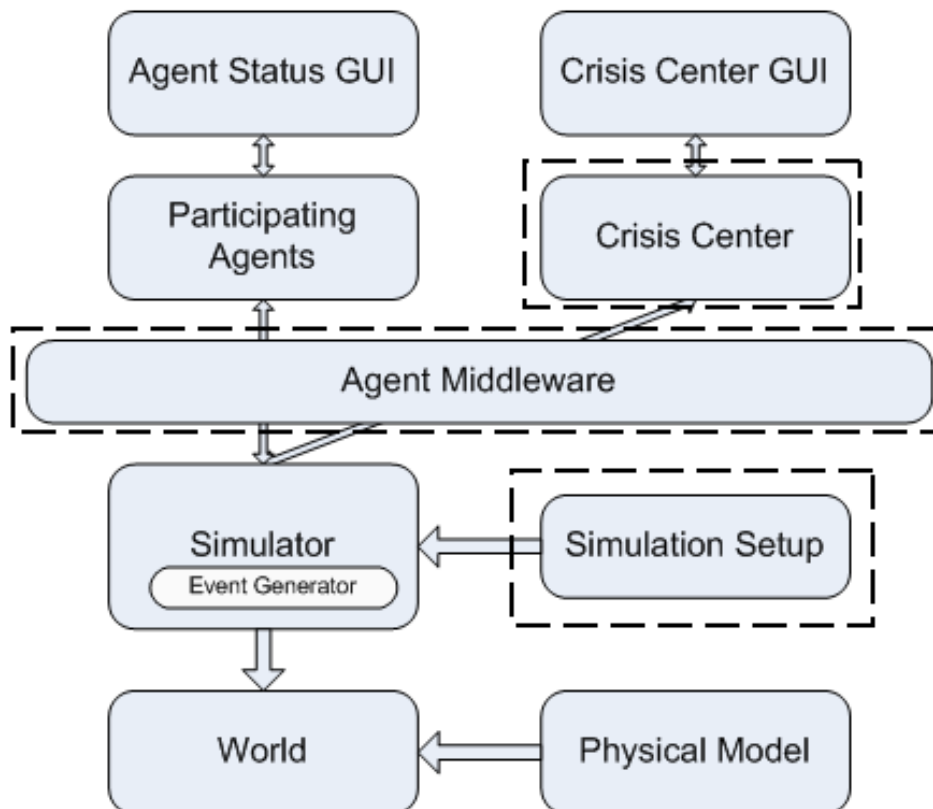 Agent Status GUI
Crisis Center GUI
Participating
Agents
Crisis Center
Agent Middleware
Simulator
Event Generator
Simulation Setup
World
Physical Model